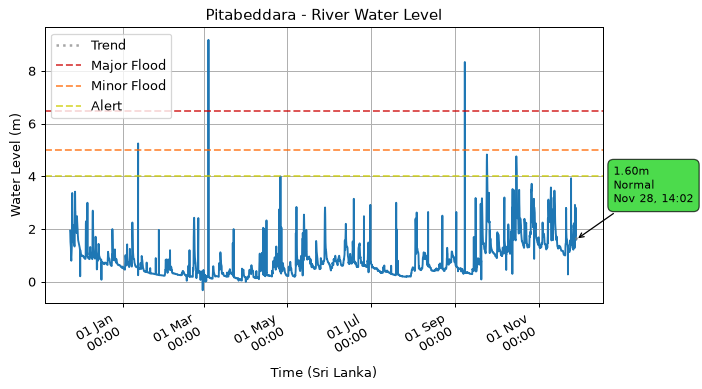 Pitabeddara - River Water Level
Trend
Major Flood
Minor Flood
Alert
Water Level (m)
8
6
4
2
0
1.60m
Normal
Nov 28, 14:02
01 Jan
00:00
01 Mar
00:00
01 May
00:00
01 Jul
00:00
01 Sep
00:00
01 Nov
00:00
Time (Sri Lanka)